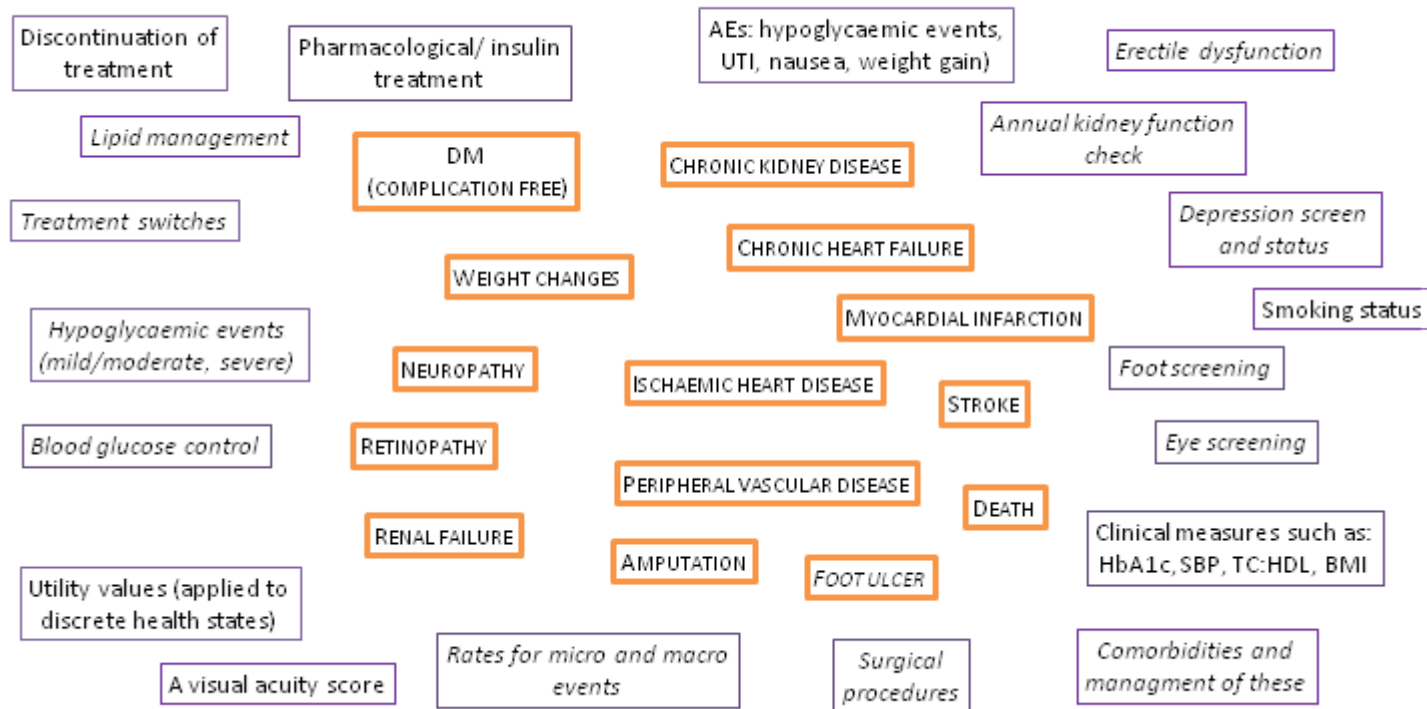 Discontinuation of
treatment
Pharmacological/ insulin
treatment
AEs: hypoglycaemic events,
UTI, nausea, weight gain)
Erectile dysfunction
Lipid management
DM
(COMPLICATION FREE)
CHRONIC KIDNEY DISEASE
Annual kidney function
check
Treatment switches
CHRONIC HEART FAILURE
Depression screen
and status
WEIGHT CHANGES
MYOCARDIAL INFARCTION
Smoking status
Hypoglycaemic events
(mild/moderate, severe)
NEUROPATHY
ISCHAEMIC HEART DISEASE
STROKE
Foot screening
Blood glucose control
RETINOPATHY
PERIPHERAL VASCULAR DISEASE
Eye screening
DEATH
RENAL FAILURE
AMPUTATION
FOOT ULCER
Clinical measures such as:
HbA1c, SBP, TC:HDL, BMI
Utility values (applied to
discrete health states)
A visual acuity score
Rates for micro and macro
events
Surgical
procedures
Comorbidities and
managment of these